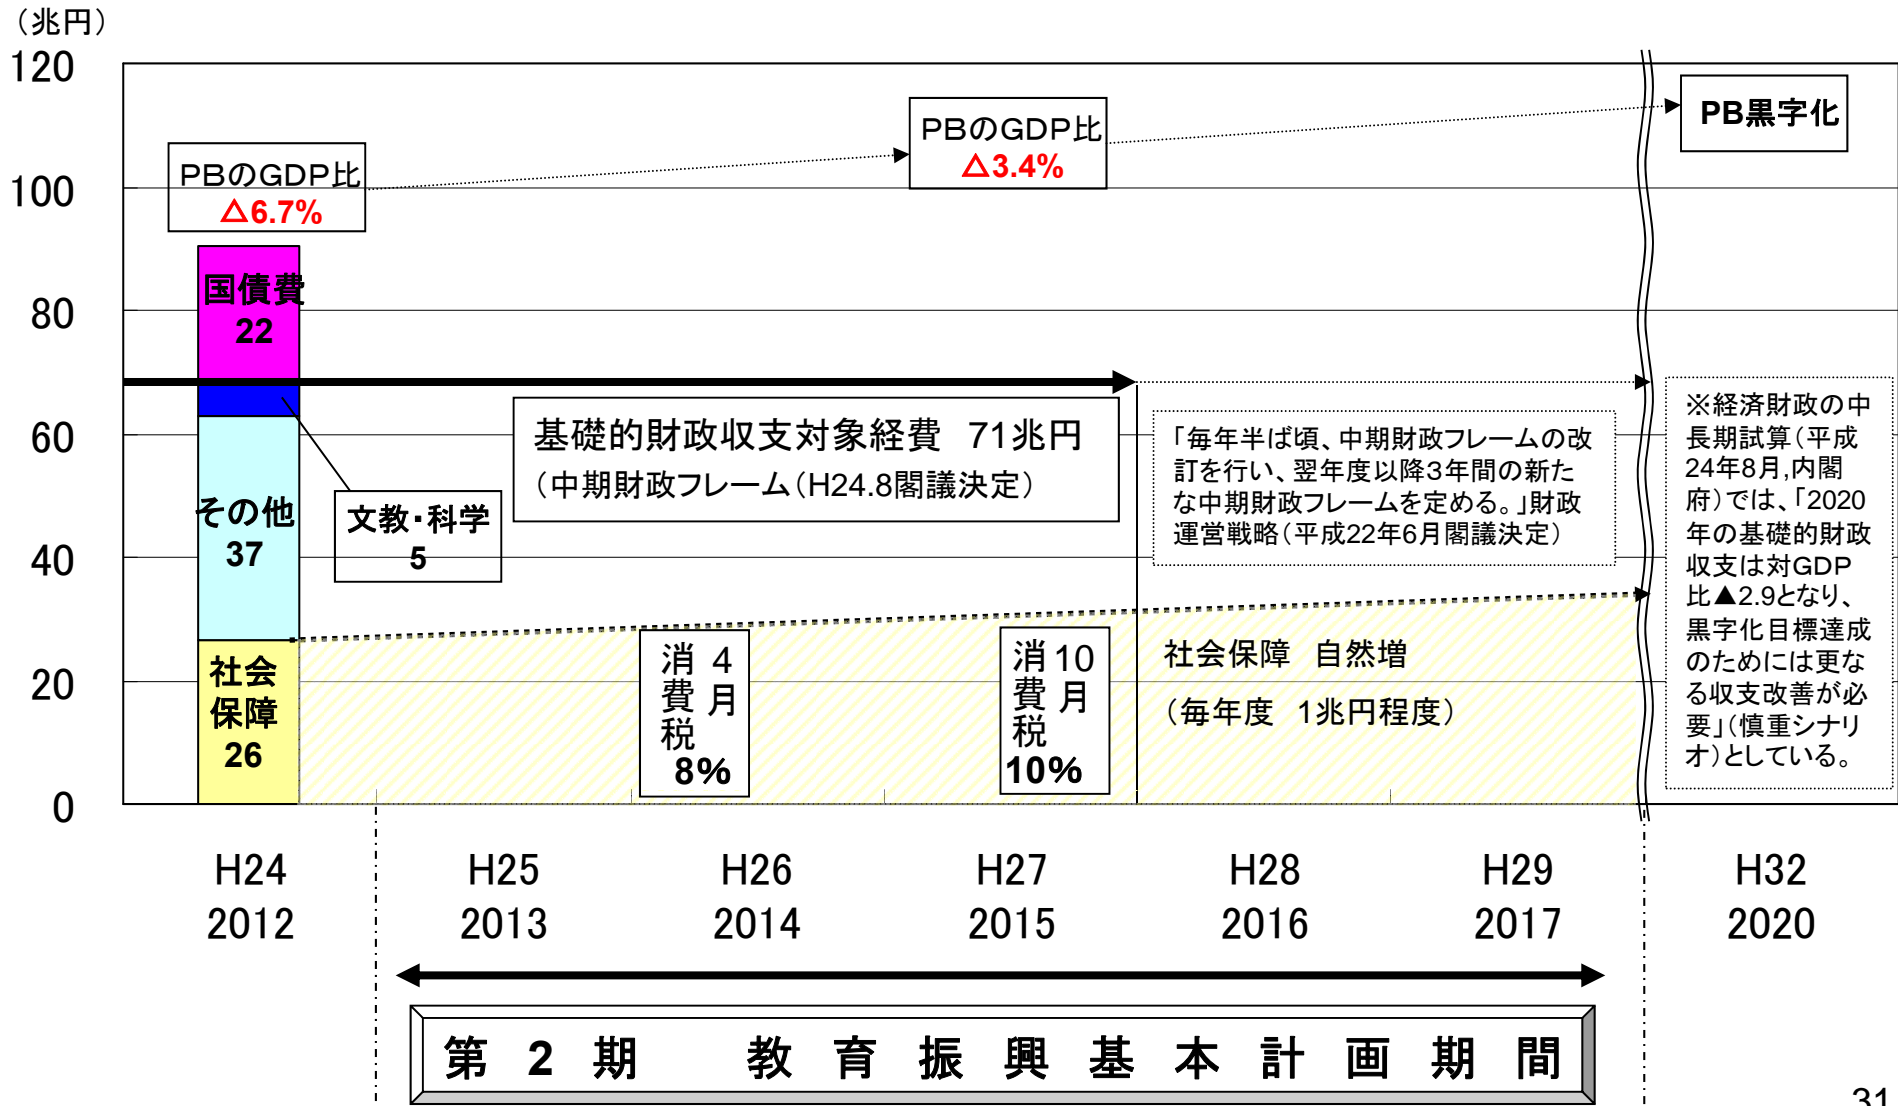 （兆円）
120
100
80
60
40
20
0
PBのGDP比
△6.7%
PBのGDP比
△3.4%
PB黒字化
国債費
22
その他
37
社会
保障
26
文教・科学
5
基礎的財政収支対象経費　71兆円
（中期財政フレーム（H24.8閣議決定）
「毎年半ば頃、中期財政フレームの改
訂を行い、翌年度以降３年間の新た
な中期財政フレームを定める。」財政
運営戦略（平成22年6月閣議決定）
※経済財政の中
長期試算（平成
24年8月,内閣
府）では、「2020
年の基礎的財政
収支は対GDP
比▲2.9となり、
黒字化目標達成
のためには更な
る収支改善が必
要」（慎重シナリ
オ）としている。
4月
消費税
8%
10月
消費税
10%
社会保障　自然増
（毎年度　1兆円程度）
H24 H25 H26 H27 H28 H29 H32
2012 2013 2014 2015 2016 2017 2020
第２期　教育振興基本計画期間
31